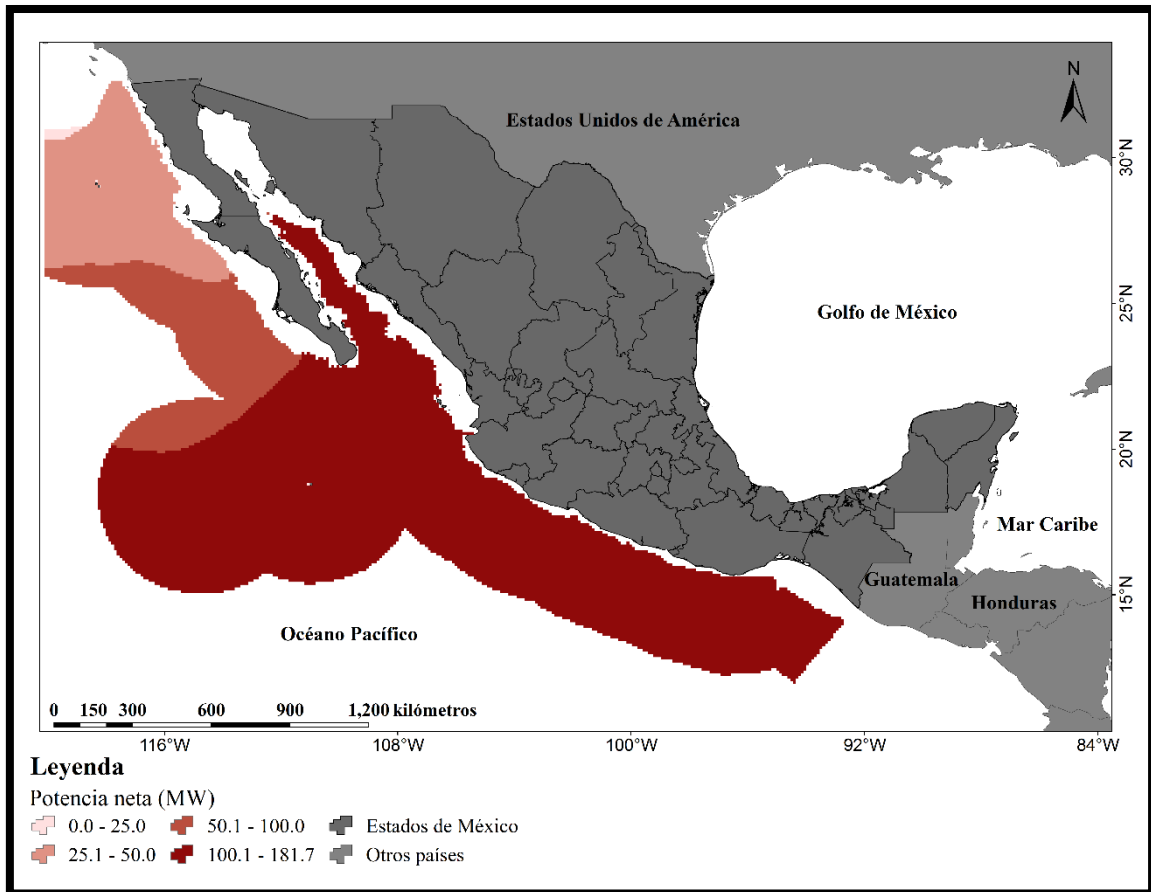 N
Estados Unidos de América
30°N
25°N
Golfo de México
20°N
Mar Caribe
Guatemala
Honduras
15°N
Océano Pacífico
0 150 300 600 900 1,200 kilómetros
116°W 108°W 100°W 92°W 84°W
Leyenda
Potencia neta (MW)
0.0 - 25.0 50.1 - 100.0 Estados de México
25.1 - 50.0 100.1 - 181.7 Otros países